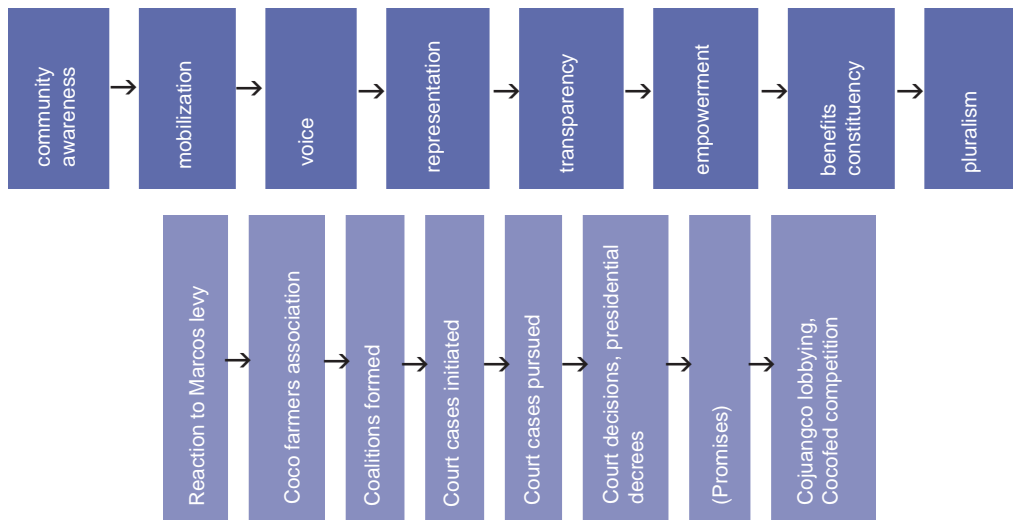 community
awareness
mobilization
voice
representation
transparency
empowerment
benefits
constituency
pluralism
Reaction to Marcos levy
Coco farmers association
Coalitions formed
Court cases initiated
Court cases pursued
Court decisions, presidential
decrees
(Promises)
Cojuangco lobbying,
Cocofed competition